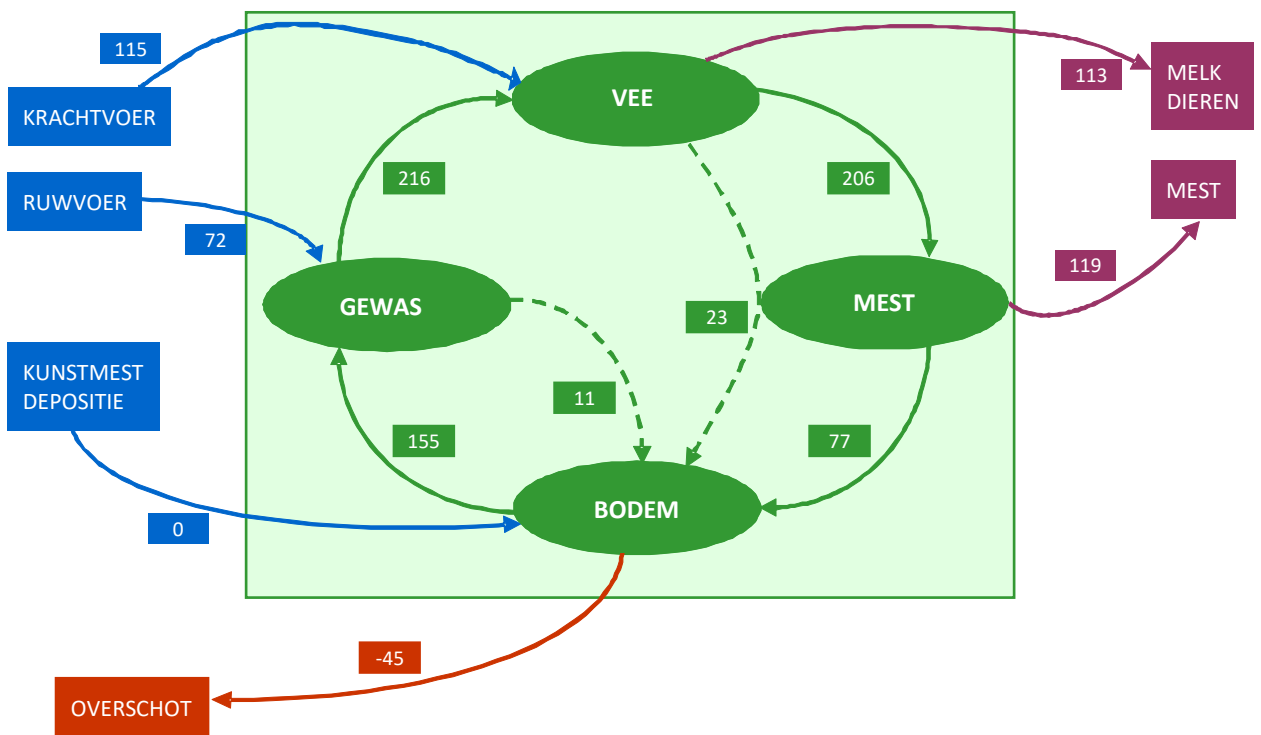 115
KRACHTVOER
VEE
113
MELK
DIEREN
216
206
MEST
RUWVOER
72
119
GEWAS
MEST
23
KUNSTMEST
DEPOSITIE
11
155
77
BODEM
0
-45
OVERSCHOT